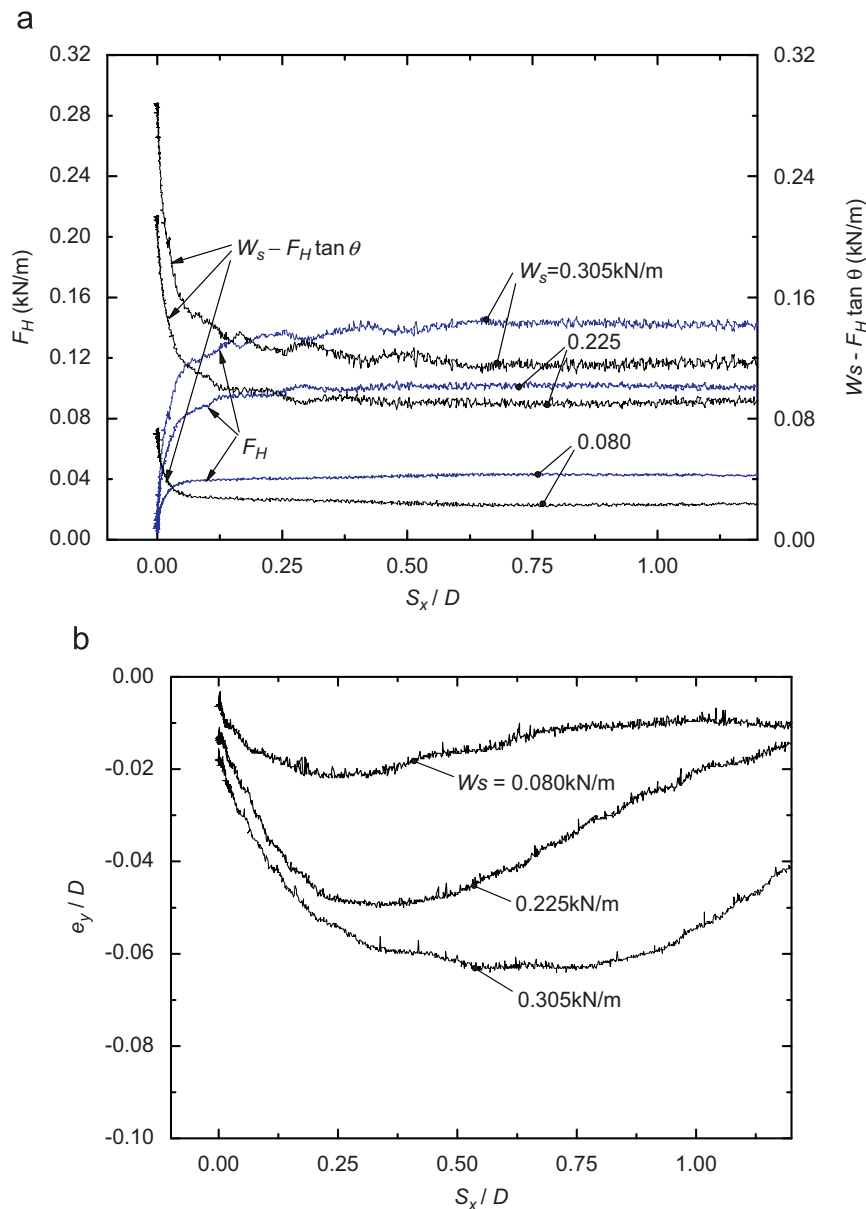 a
0.32
0.28
0.24
0.20
0.16
0.12
0.08
0.04
0.00
F_H (kN/m)
0.32
0.24
0.16
0.08
0.00
Ws - F_H tan θ (kN/m)
W_s – F_H tan θ
W_s=0.305kN/m
0.225
F_H
0.080
0.00 0.25 0.50 0.75 1.00
S_x / D
b
0.00
-0.02
-0.04
-0.06
-0.08
-0.10
e_y / D
Ws = 0.080kN/m
0.225kN/m
0.305kN/m
0.00 0.25 0.50 0.75 1.00
S_x / D